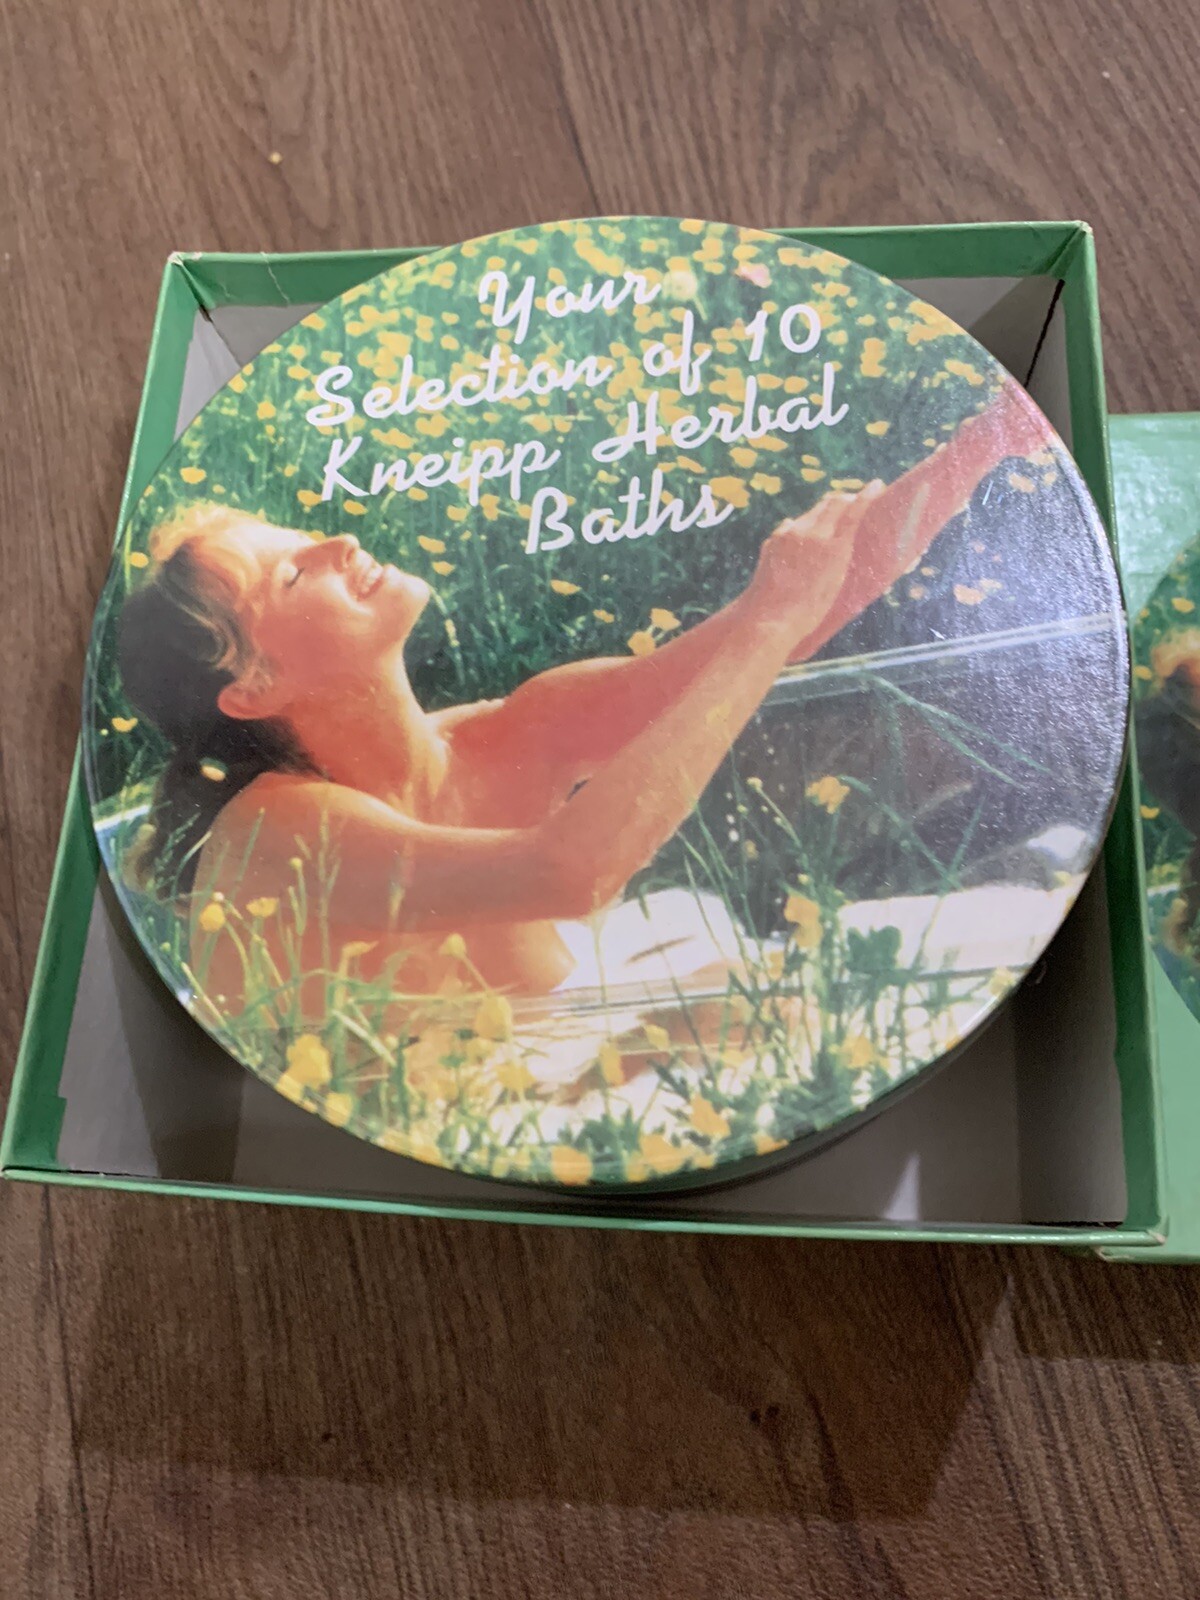 Your
Selection of 10
Kneipp Herbal
Baths